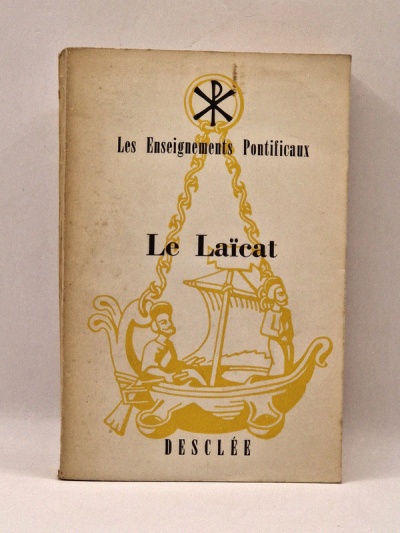 Les Enseignements Pontificaux
Le Laïcat
DESCLÉE